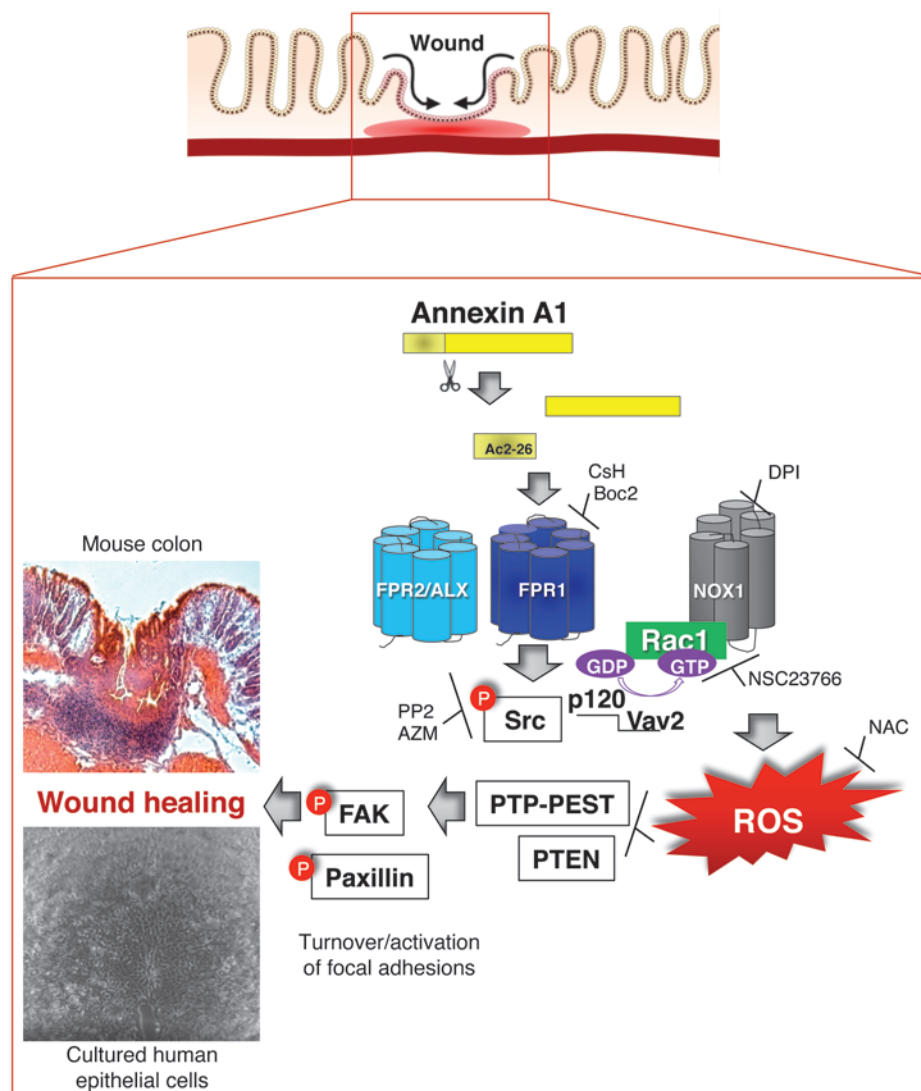 Wound
Annexin A1
Ac2-26
CsH
Boc2
DPI
Mouse colon
FPR2/ALX
FPR1
NOX1
Rac1
GDP
GTP
NSC23766
P
Src
p120
Vav2
PP2
AZM
NAC
Wound healing
P
FAK
PTP-PEST
ROS
PTEN
P
Paxillin
Turnover/activation
of focal adhesions
Cultured human
epithelial cells